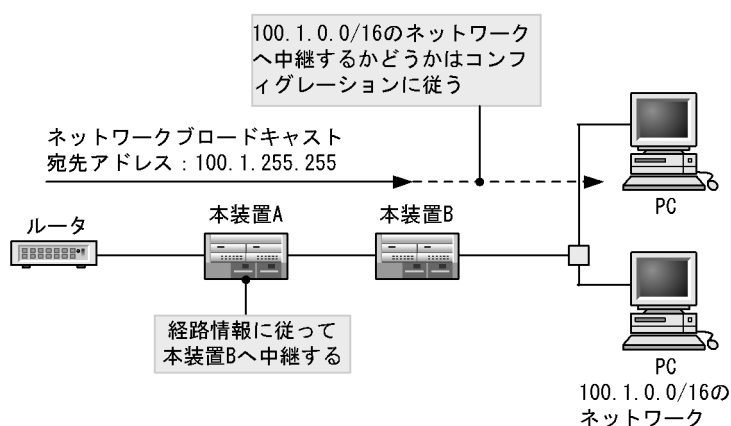 100.1.0.0/16のネットワーク
へ中継するかどうかはコンフ
ィグレーションに従う
ネットワークブロードキャスト
宛先アドレス：100.1.255.255
ルータ
本装置A
本装置B
PC
経路情報に従って
本装置Bへ中継する
PC
100.1.0.0/16の
ネットワーク